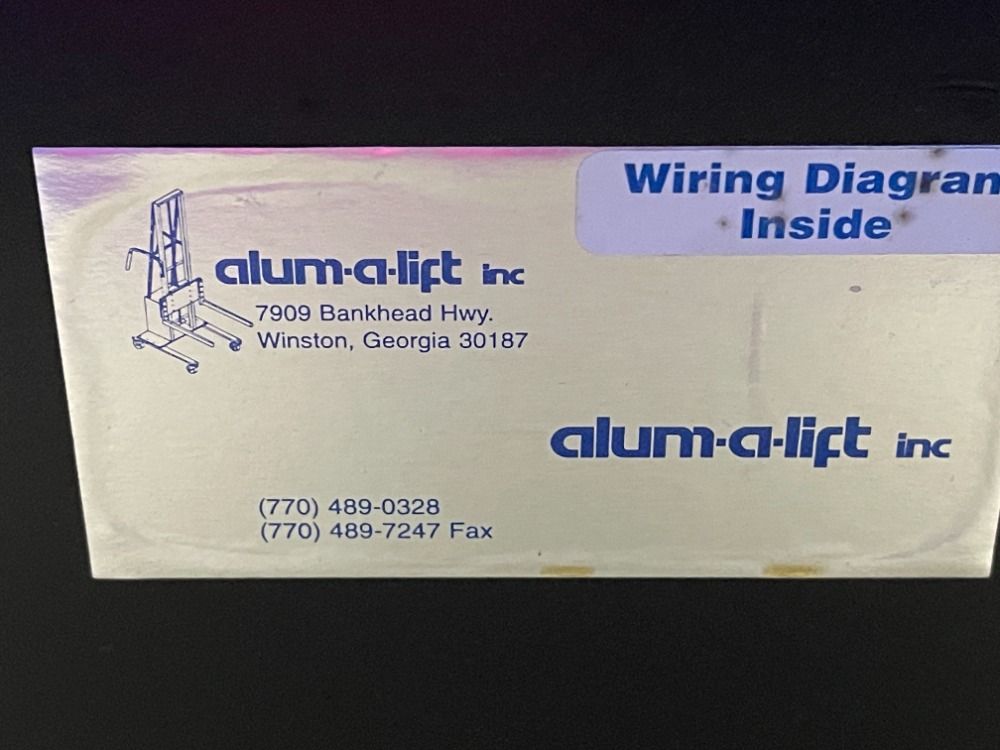 Wiring Diagran
Inside
alum-a-lift inc
7909 Bankhead Hwy.
Winston, Georgia 30187
alum-a-lift inc
(770) 489-0328
(770) 489-7247 Fax